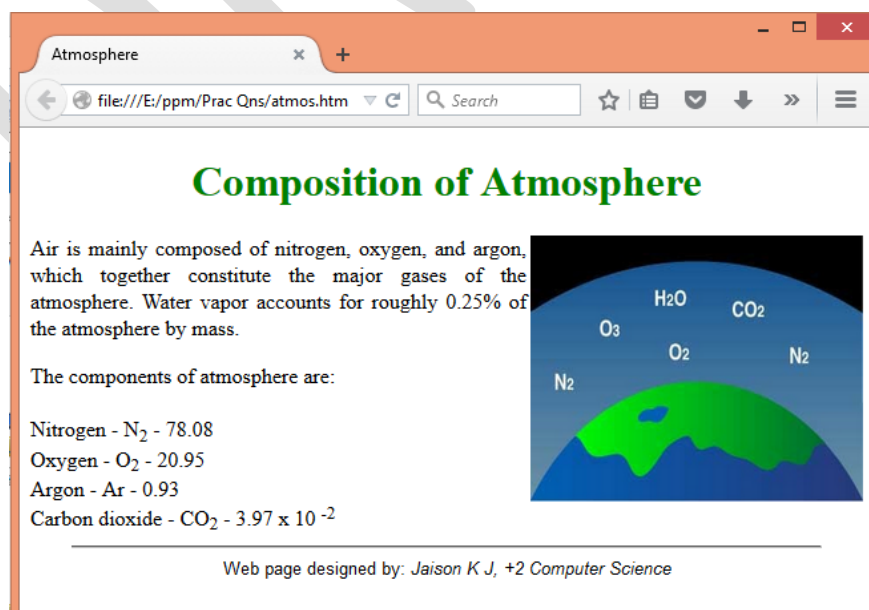 Atmosphere
file:///E:/ppm/Prac Qns/atmos.htm
Search
Composition of Atmosphere
Air is mainly composed of nitrogen, oxygen, and argon,
which together constitute the major gases of the
atmosphere. Water vapor accounts for roughly 0.25% of
the atmosphere by mass.
The components of atmosphere are:
Nitrogen - N₂ - 78.08
Oxygen - O₂ - 20.95
Argon - Ar - 0.93
Carbon dioxide - CO₂ - 3.97 x 10 ⁻²
H₂O
CO₂
O₃
O₂
N₂
N₂
Web page designed by: Jaison K J, +2 Computer Science